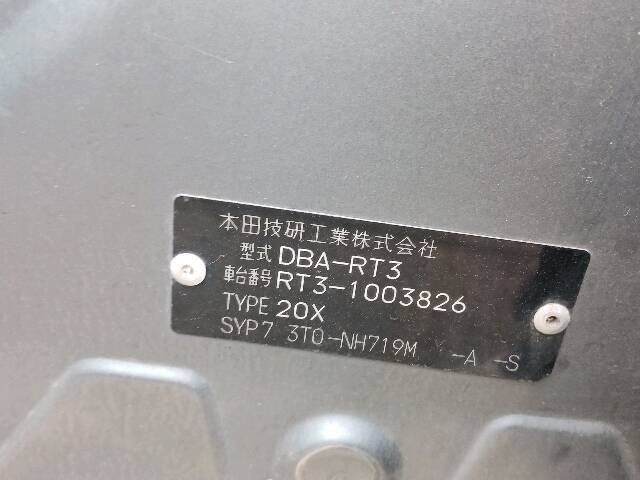 本田技研工業株式会社
型式 DBA-RT3
車台番号 RT3-1003826
TYPE 20X
SYP7 3T0-NH719M -A -S